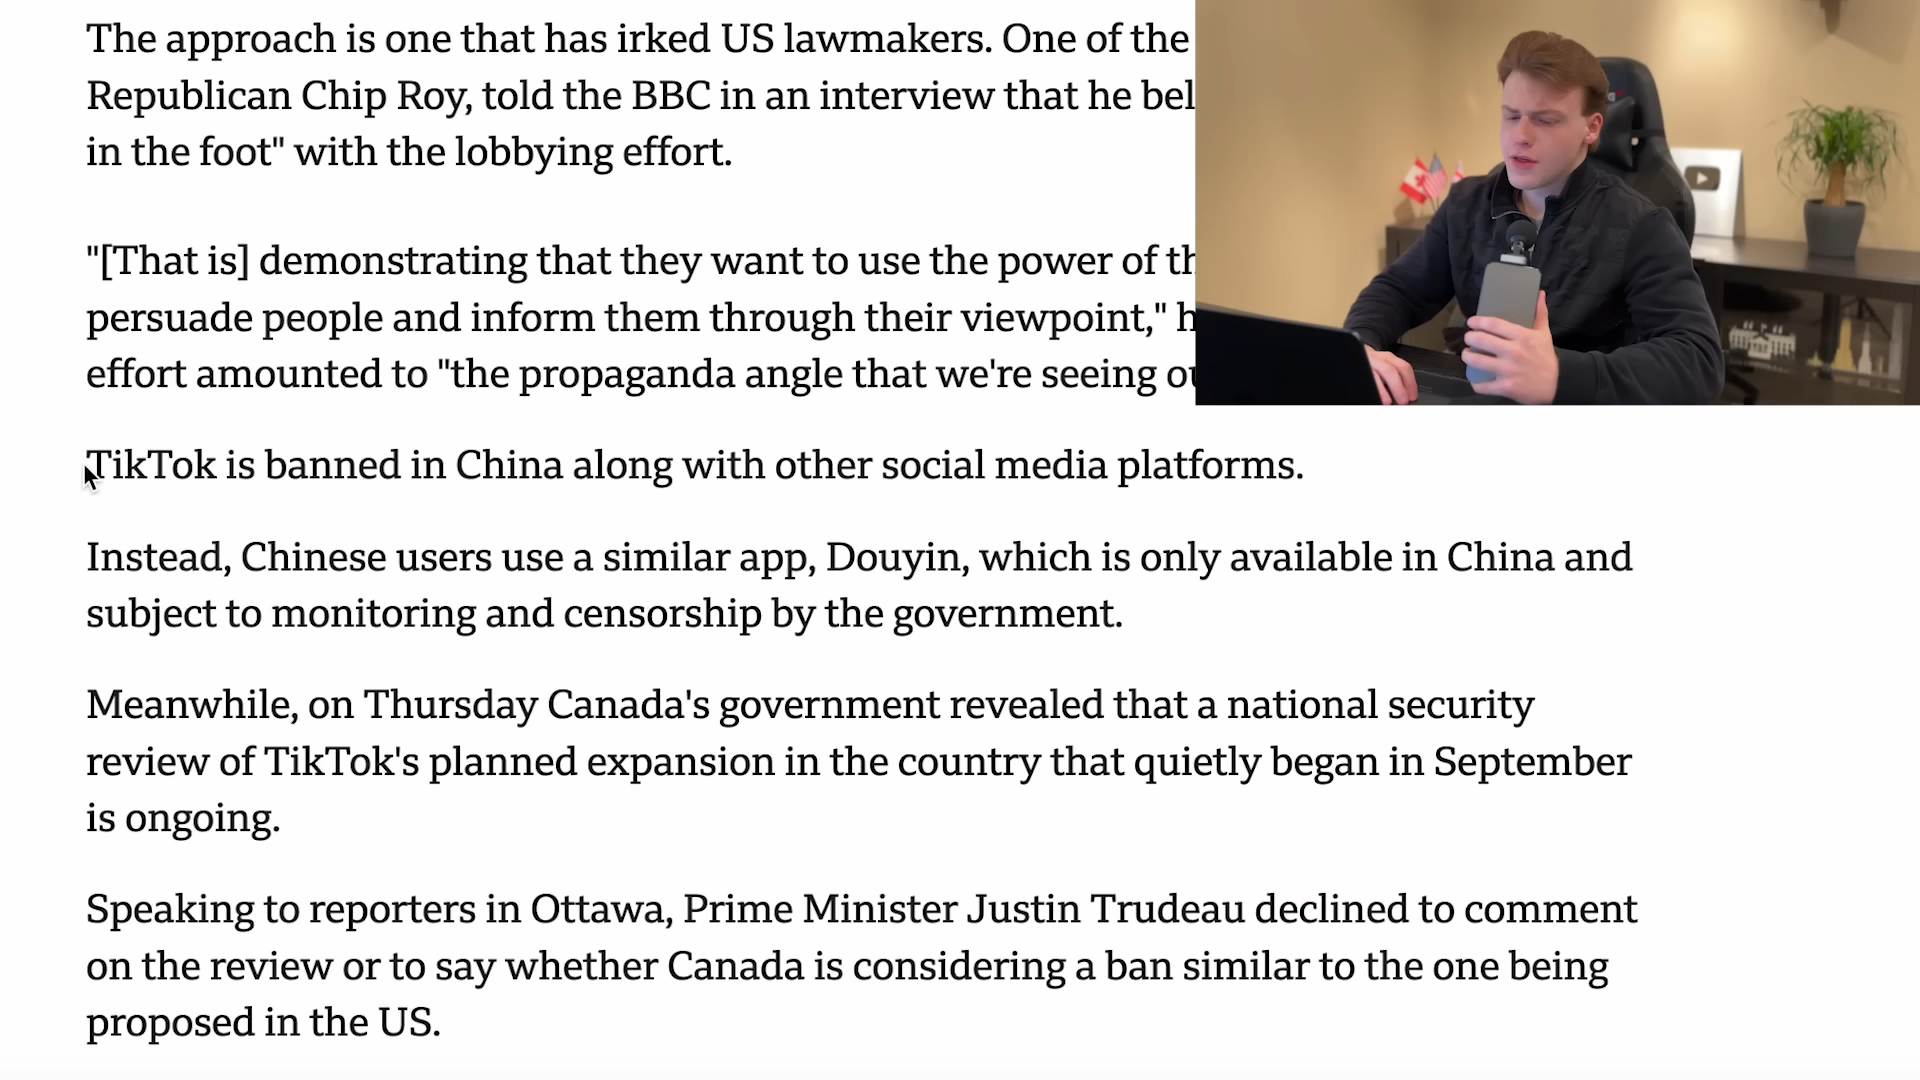 The approach is one that has irked US lawmakers. One of the
Republican Chip Roy, told the BBC in an interview that he bel
in the foot" with the lobbying effort.
"[That is] demonstrating that they want to use the power of th
persuade people and inform them through their viewpoint," h
effort amounted to "the propaganda angle that we're seeing ou
TikTok is banned in China along with other social media platforms.
Instead, Chinese users use a similar app, Douyin, which is only available in China and
subject to monitoring and censorship by the government.
Meanwhile, on Thursday Canada's government revealed that a national security
review of TikTok's planned expansion in the country that quietly began in September
is ongoing.
Speaking to reporters in Ottawa, Prime Minister Justin Trudeau declined to comment
on the review or to say whether Canada is considering a ban similar to the one being
proposed in the US.